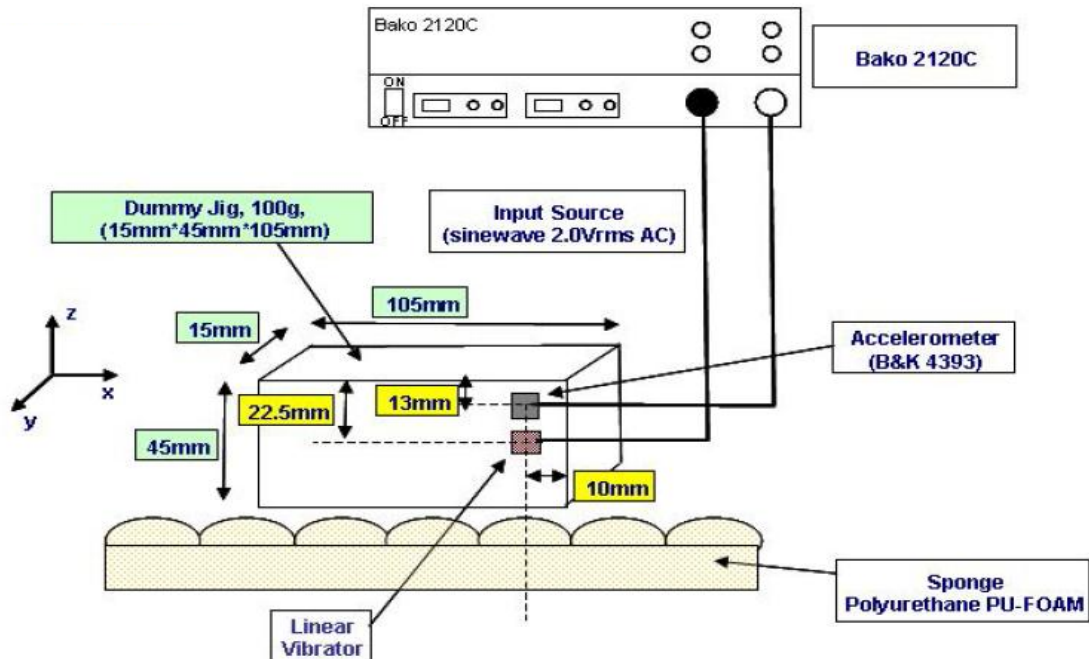 Bako 2120C
Bako 2120C
ON
OFF
Dummy Jig, 100g,
(15mm*45mm*105mm)
Input Source
(sinewave 2.0Vrms AC)
105mm
z
15mm
x
y
Accelerometer
(B&K 4393)
13mm
22.5mm
45mm
10mm
Sponge
Polyurethane PU-FOAM
Linear
Vibrator